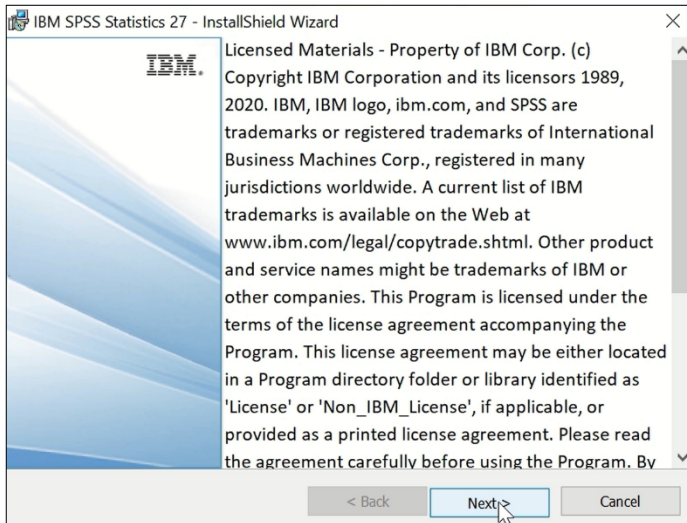 IBM SPSS Statistics 27 - InstallShield Wizard
IBM.
Licensed Materials - Property of IBM Corp. (c)
Copyright IBM Corporation and its licensors 1989,
2020. IBM, IBM logo, ibm.com, and SPSS are
trademarks or registered trademarks of International
Business Machines Corp., registered in many
jurisdictions worldwide. A current list of IBM
trademarks is available on the Web at
www.ibm.com/legal/copytrade.shtml. Other product
and service names might be trademarks of IBM or
other companies. This Program is licensed under the
terms of the license agreement accompanying the
Program. This license agreement may be either located
in a Program directory folder or library identified as
'License' or 'Non_IBM_License', if applicable, or
provided as a printed license agreement. Please read
the agreement carefully before using the Program. By
< Back
Next >
Cancel